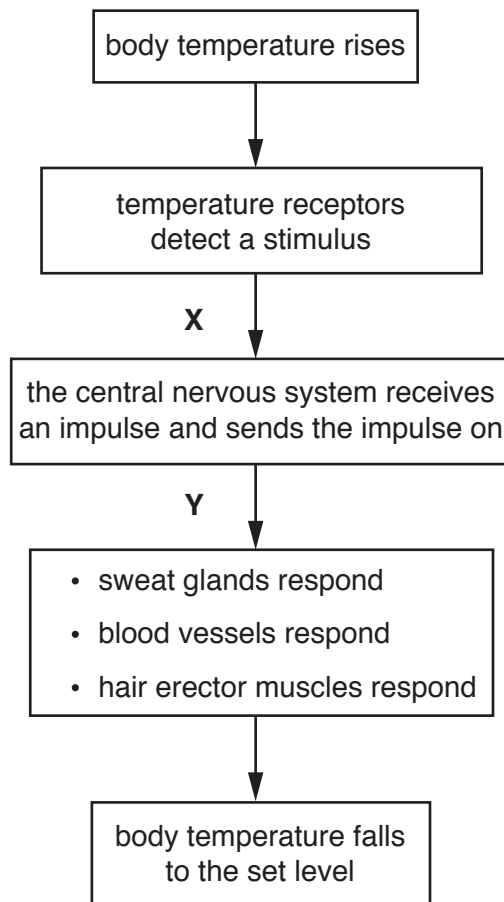 body temperature rises
temperature receptors
detect a stimulus
X
the central nervous system receives
an impulse and sends the impulse on
Y
• sweat glands respond
• blood vessels respond
• hair erector muscles respond
body temperature falls
to the set level